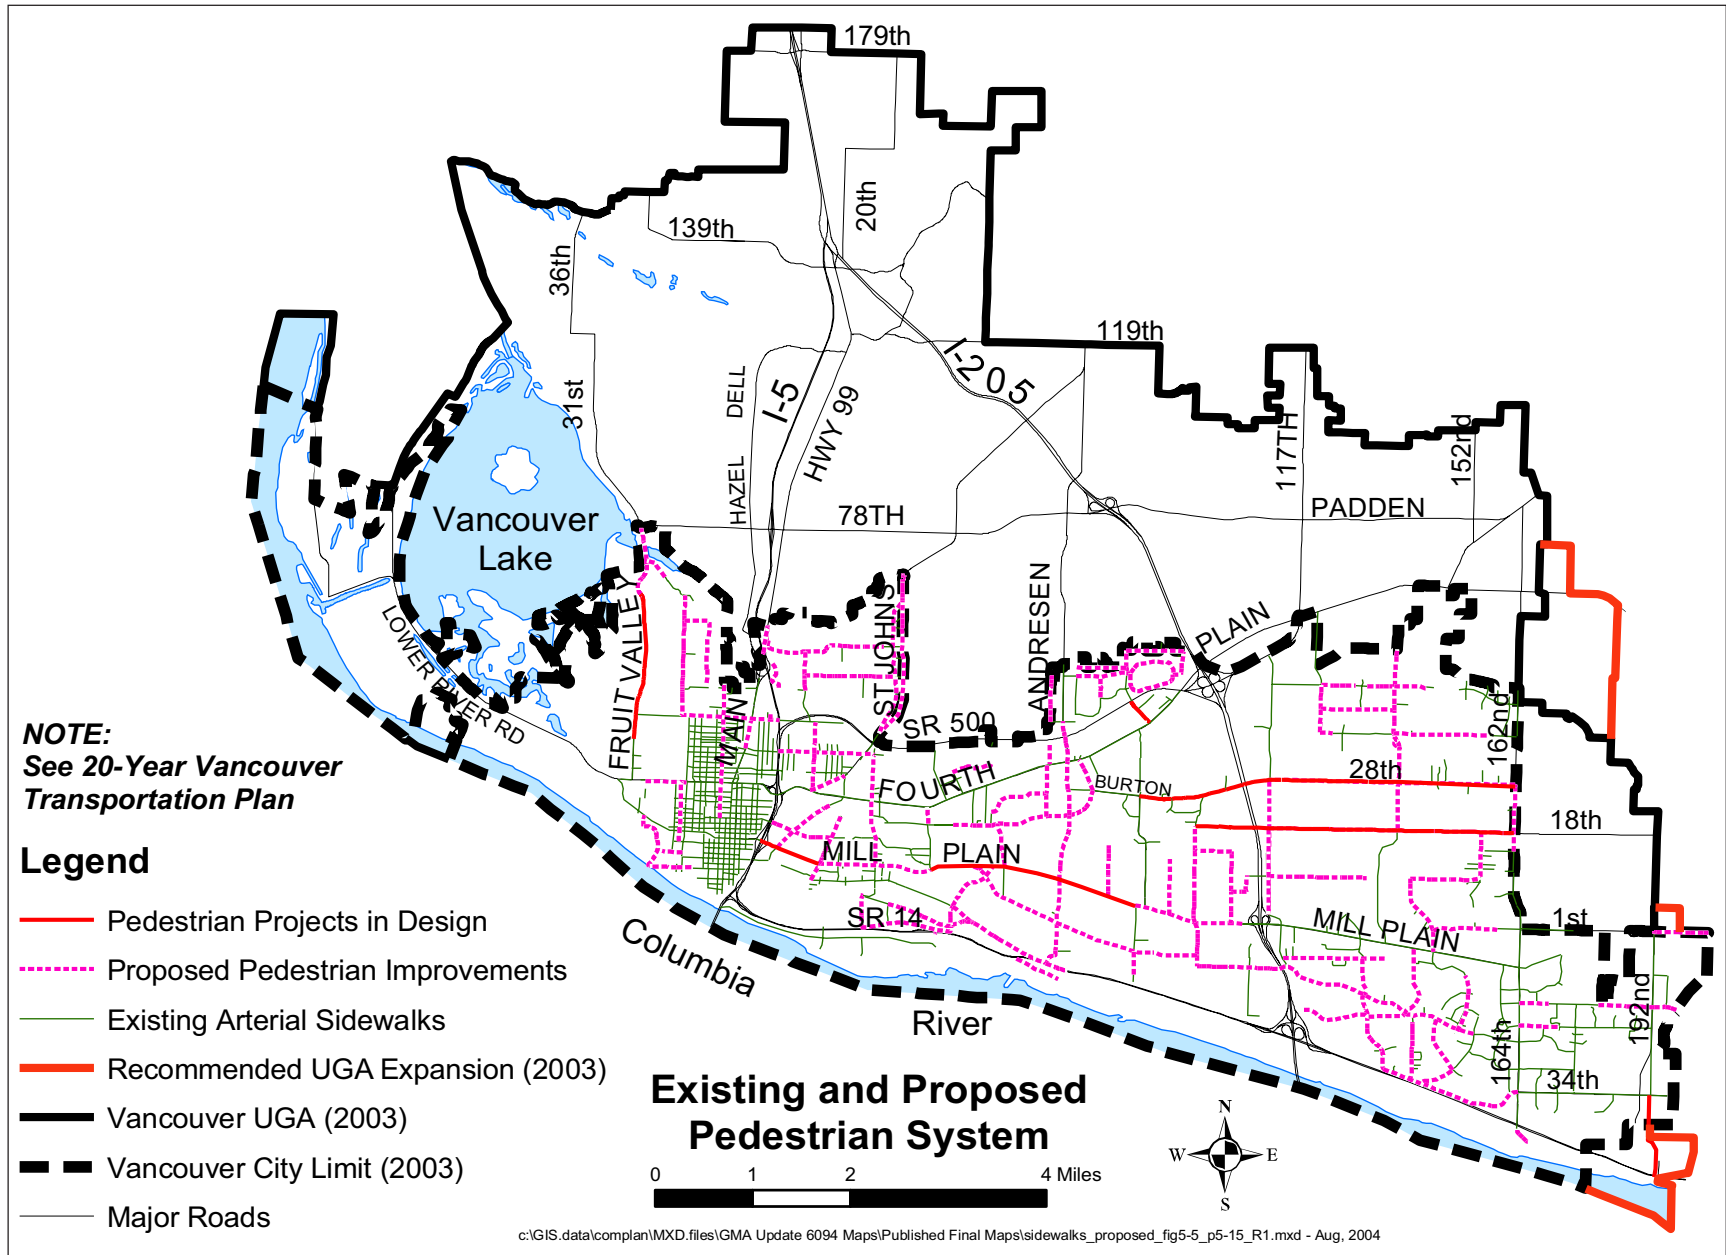 179th
20th
139th
36th
119th
I-205
31st
HAZEL DELL
I-5
HWY 99
117TH
152nd
PADDEN
78TH
Vancouver
Lake
FRUIT VALLEY
ST JOHNS
ANDRESEN
PLAIN
LOWER RIVER RD
MAIN
SR 500
162nd
FOURTH
BURTON
28th
18th
MILL PLAIN
SR 14
MILL PLAIN
1st
Columbia
River
192nd
164th
34th
NOTE:
See 20-Year Vancouver
Transportation Plan
Legend
Pedestrian Projects in Design
Proposed Pedestrian Improvements
Existing Arterial Sidewalks
Recommended UGA Expansion (2003)
Vancouver UGA (2003)
Vancouver City Limit (2003)
Major Roads
Existing and Proposed
Pedestrian System
0 1 2 4 Miles
N
W E
S
c:\GIS.data\complan\MXD.files\GMA Update 6094 Maps\Published Final Maps\sidewalks_proposed_fig5-5_p5-15_R1.mxd - Aug, 2004